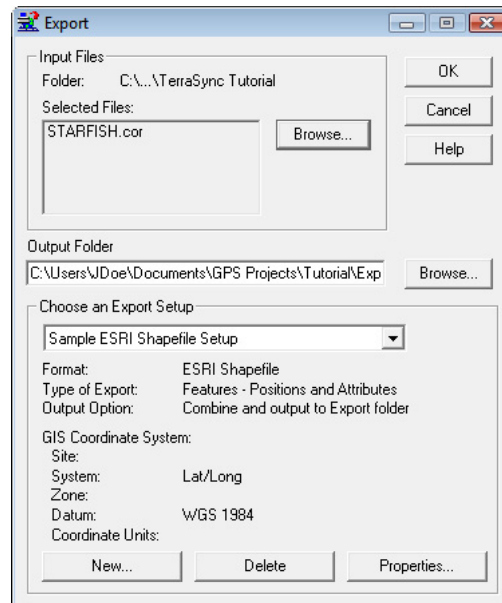 Export
Input Files
Folder: C:\...\TerraSync Tutorial
Selected Files:
STARFISH.cor
Browse...
OK
Cancel
Help
Output Folder
C:\Users\JDoe\Documents\GPS Projects\Tutorial\Exp
Browse...
Choose an Export Setup
Sample ESRI Shapefile Setup
Format: ESRI Shapefile
Type of Export: Features - Positions and Attributes
Output Option: Combine and output to Export folder
GIS Coordinate System:
Site:
System: Lat/Long
Zone:
Datum: WGS 1984
Coordinate Units:
New... Delete Properties...